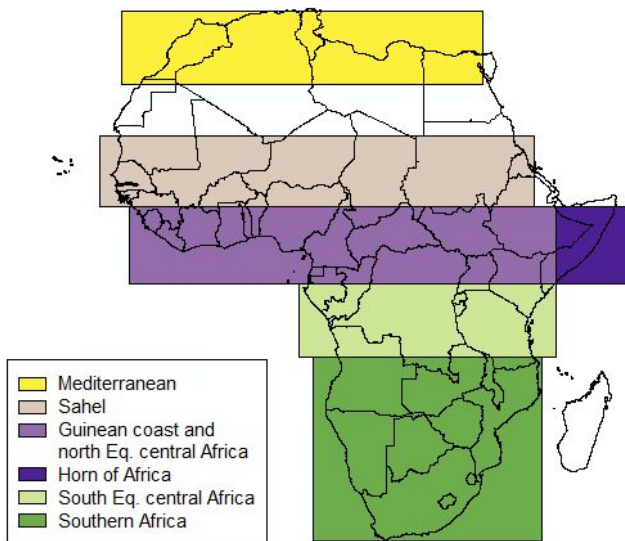 Mediterranean
Sahel
Guinean coast and
north Eq. central Africa
Horn of Africa
South Eq. central Africa
Southern Africa